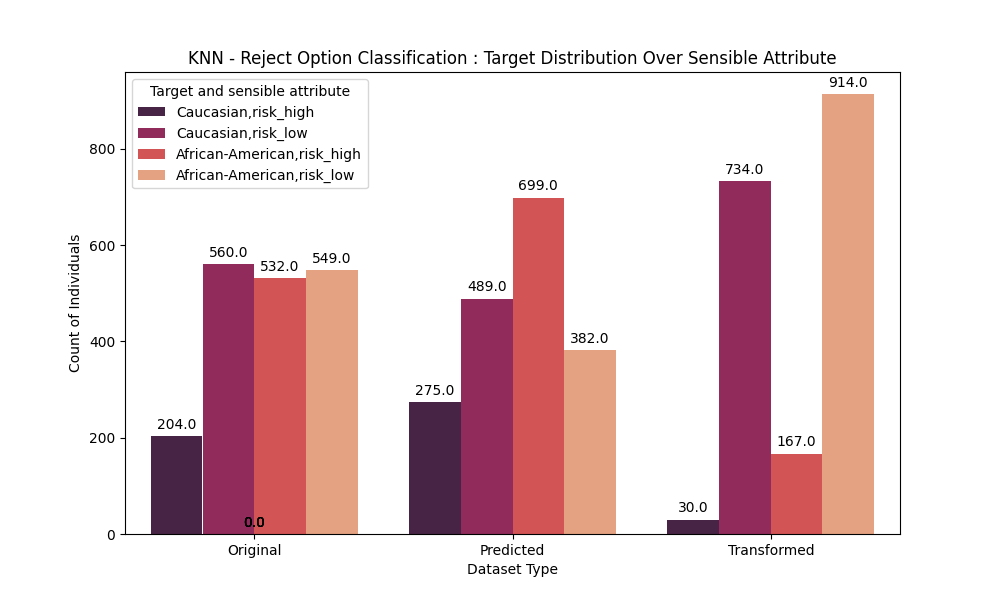 KNN - Reject Option Classification : Target Distribution Over Sensible Attribute
Target and sensible attribute
Caucasian,risk_high
Caucasian,risk_low
African-American,risk_high
African-American,risk_low
Count of Individuals
0
200
400
600
800
204.0
560.0
532.0
549.0
0.0
275.0
489.0
699.0
382.0
30.0
734.0
167.0
914.0
Original
Predicted
Transformed
Dataset Type